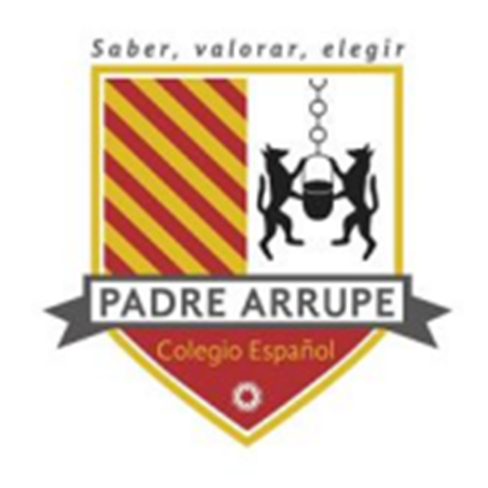 Saber, valorar, elegir
PADRE ARRUPE
Colegio Español